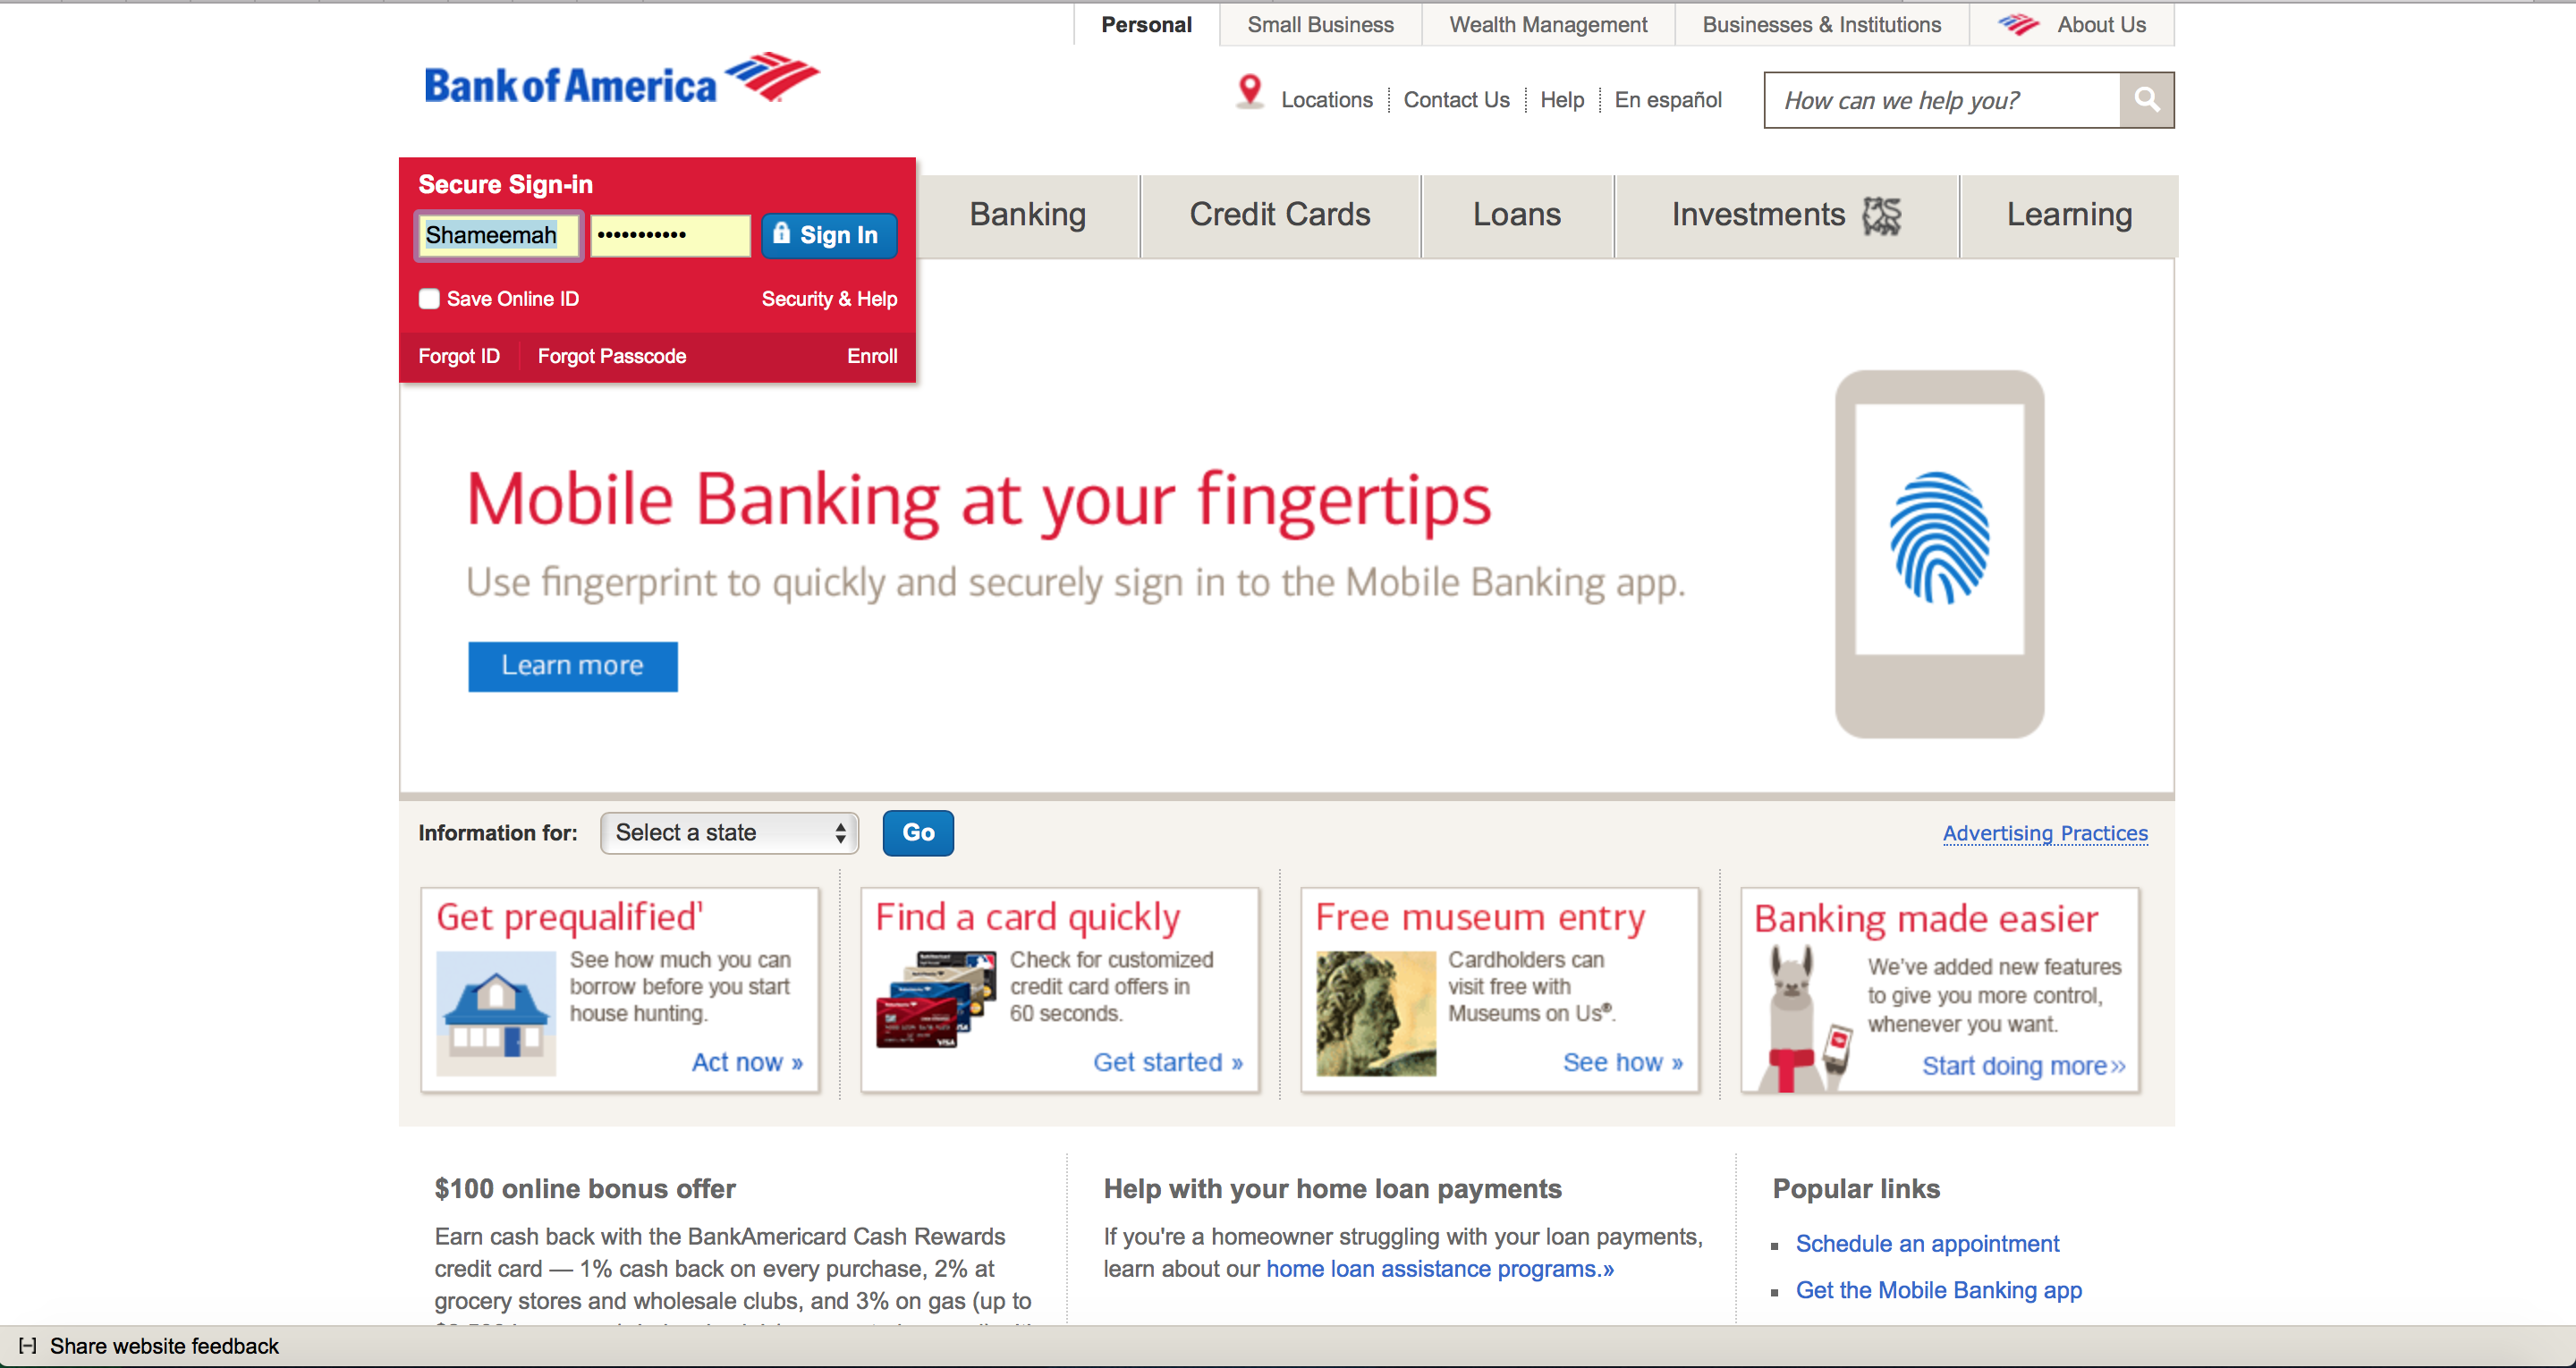 Personal
Small Business
Wealth Management
Businesses & Institutions
About Us
Bank of America
Locations
Contact Us
Help
En español
How can we help you?
Secure Sign-in
Shameemah
•••••••••••
Sign In
Save Online ID
Security & Help
Forgot ID
Forgot Passcode
Enroll
Banking
Credit Cards
Loans
Investments
Learning
Mobile Banking at your fingertips
Use fingerprint to quickly and securely sign in to the Mobile Banking app.
Learn more
Information for:
Select a state
Go
Advertising Practices
Get prequalified¹
See how much you can
borrow before you start
house hunting.
Act now »
Find a card quickly
Check for customized
credit card offers in
60 seconds.
Get started »
VISA
Free museum entry
Cardholders can
visit free with
Museums on Us®.
See how »
Banking made easier
We've added new features
to give you more control,
whenever you want.
Start doing more»
$100 online bonus offer
Earn cash back with the BankAmericard Cash Rewards
credit card — 1% cash back on every purchase, 2% at
grocery stores and wholesale clubs, and 3% on gas (up to
Help with your home loan payments
If you're a homeowner struggling with your loan payments,
learn about our home loan assistance programs.»
Popular links
Schedule an appointment
Get the Mobile Banking app
[-] Share website feedback